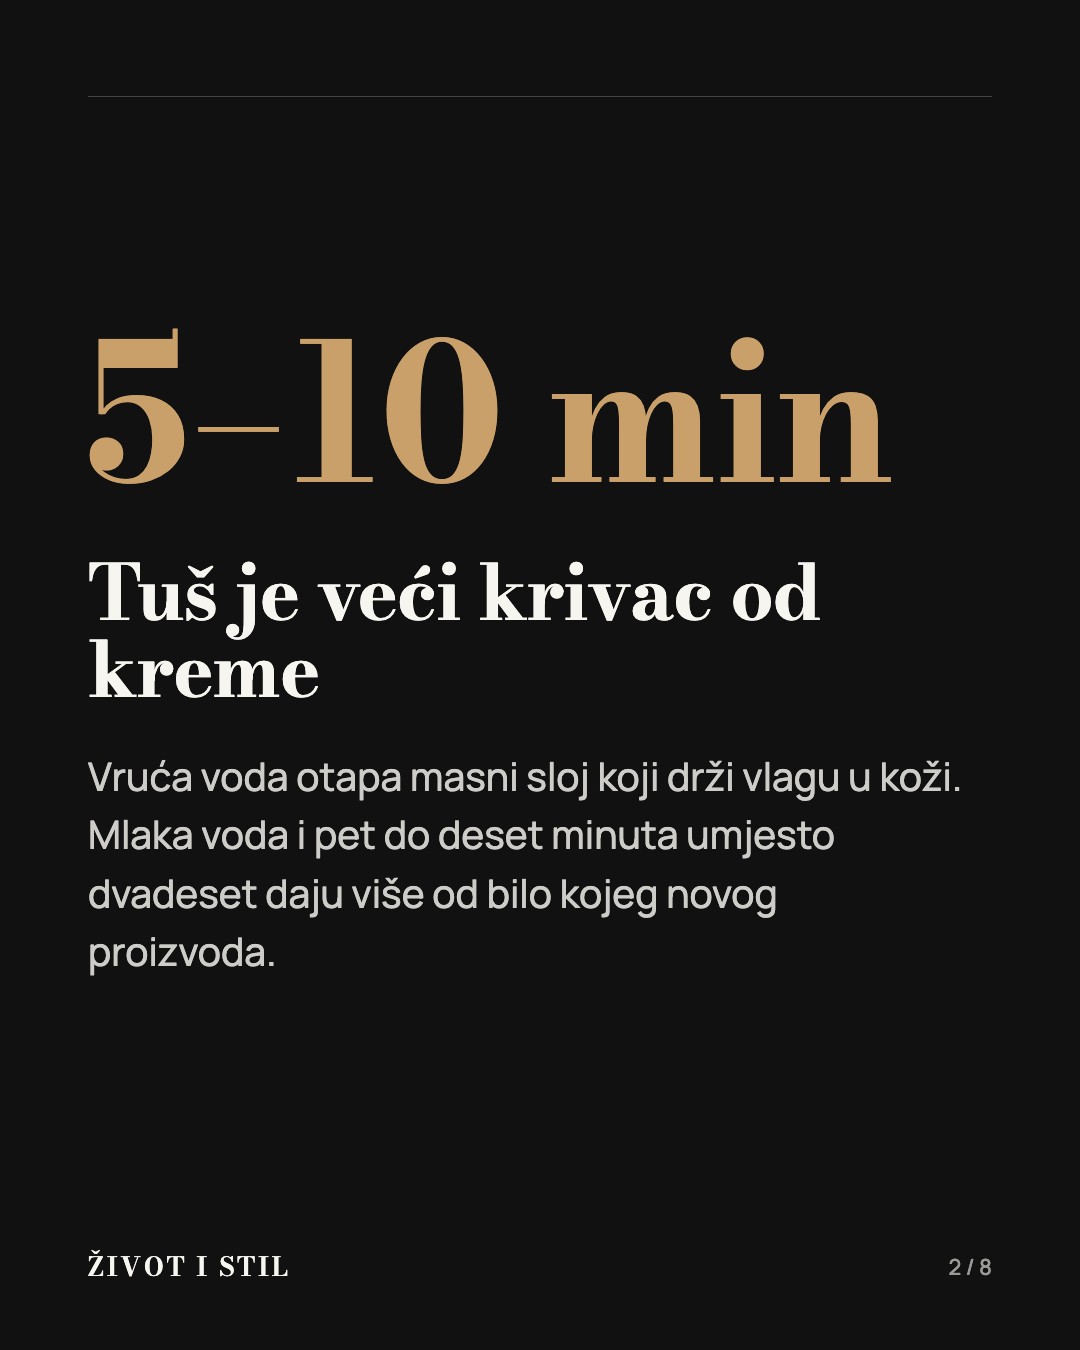 5–10 min
Tuš je veći krivac od
kreme
Vruća voda otapa masni sloj koji drži vlagu u koži.
Mlaka voda i pet do deset minuta umjesto
dvadeset daju više od bilo kojeg novog
proizvoda.
ŽIVOT I STIL
2 / 8